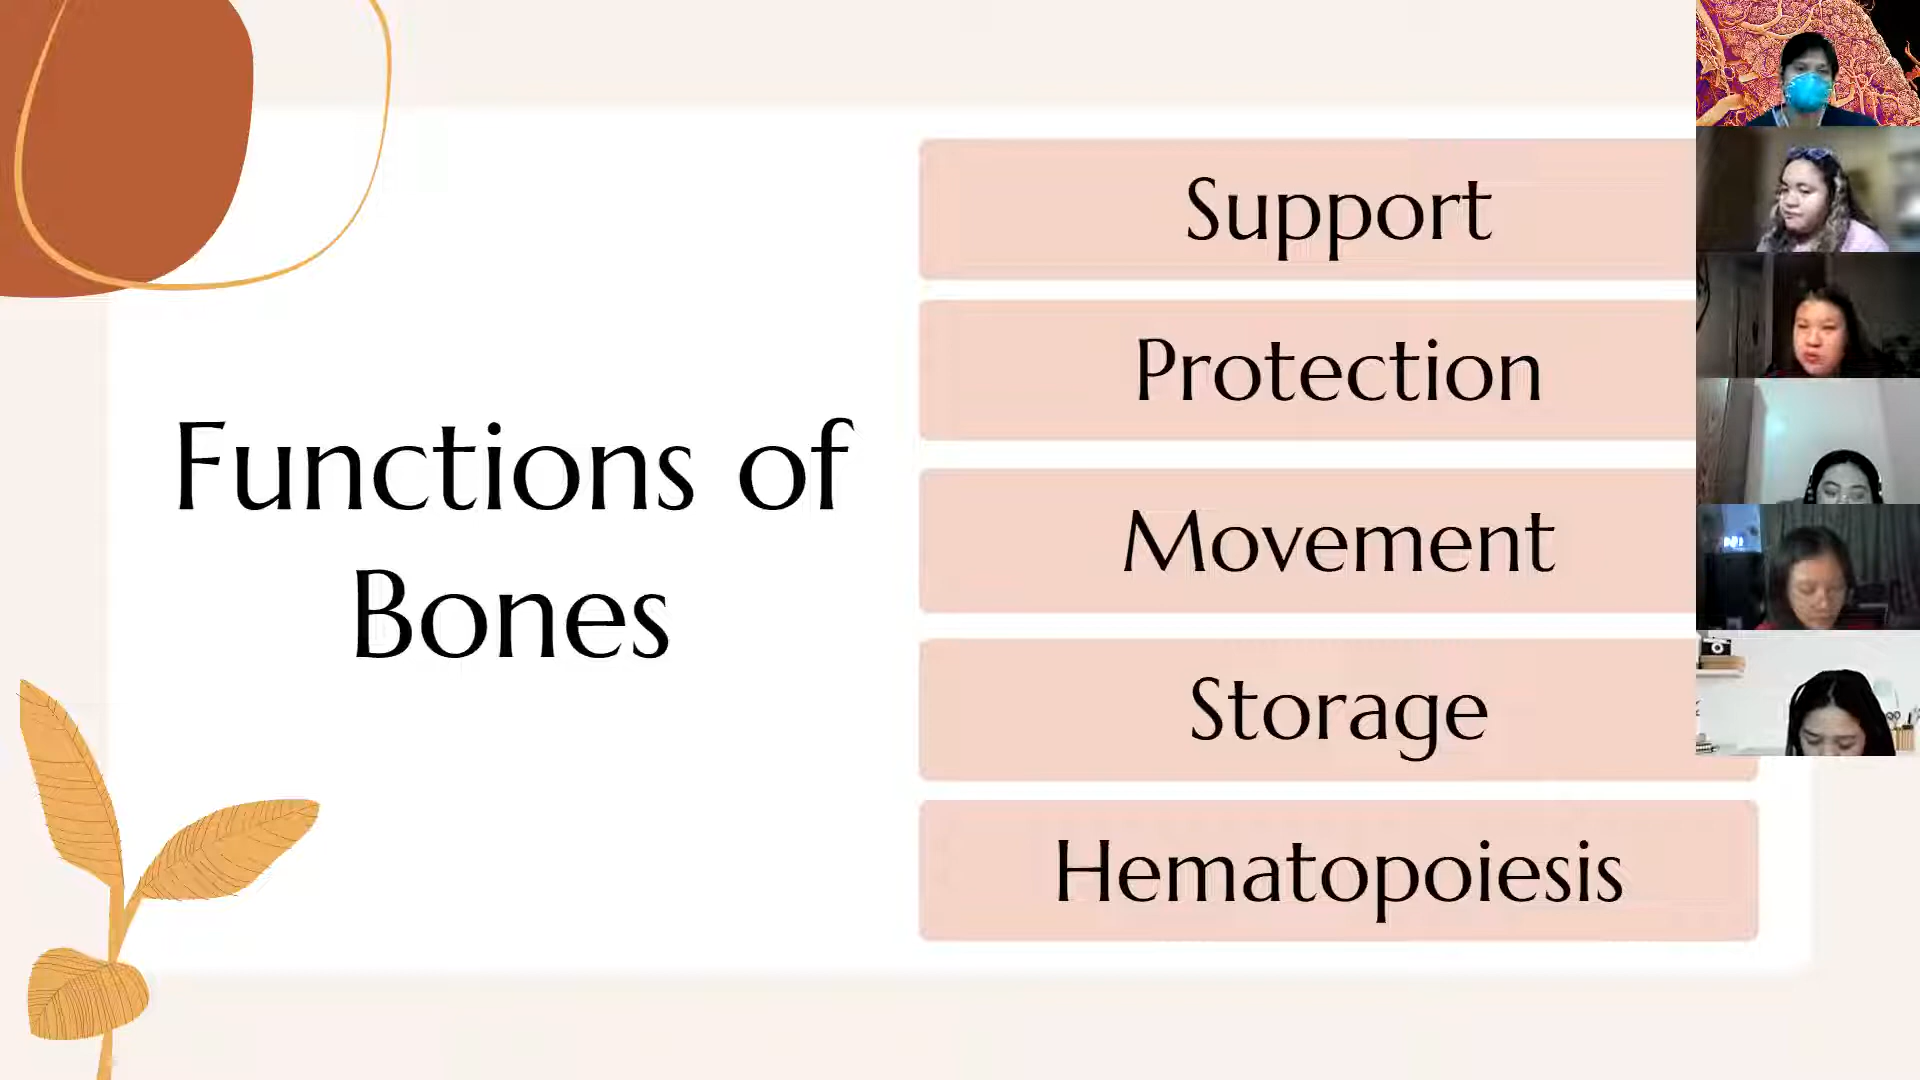 Functions of
Bones
Support
Protection
Movement
Storage
Hematopoiesis